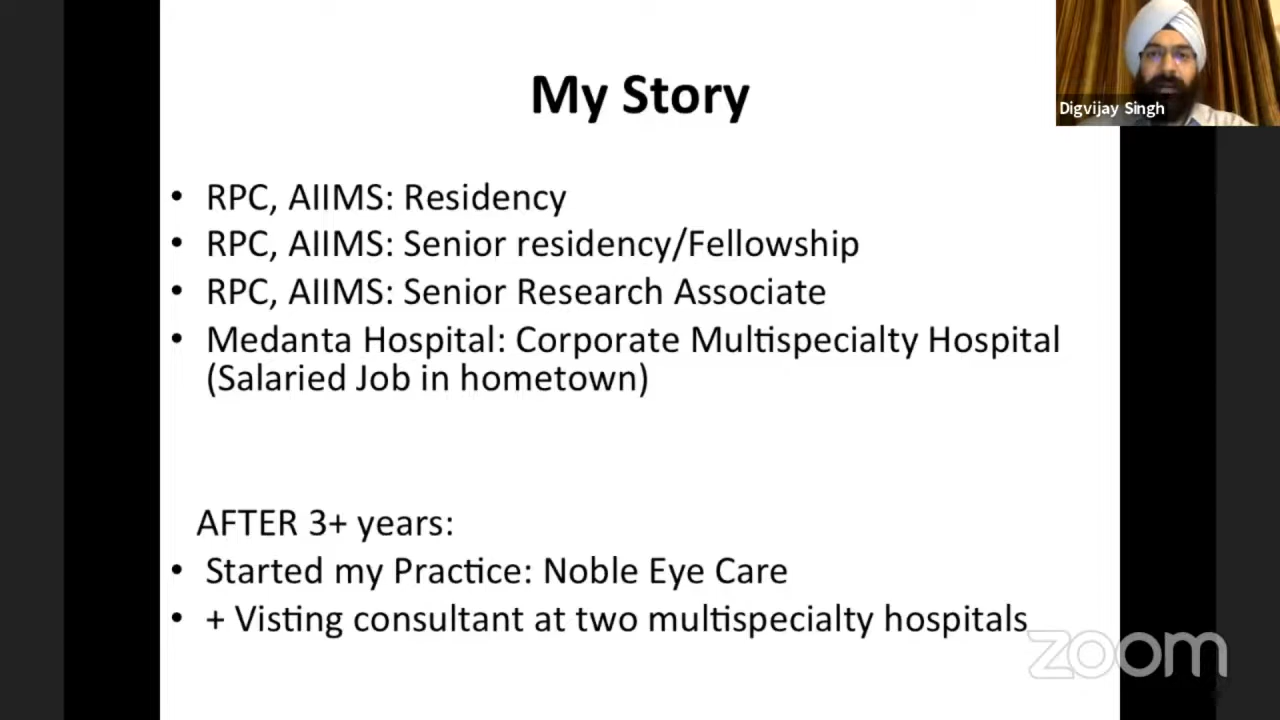 My Story
Digvijay Singh
• RPC, AIIMS: Residency
• RPC, AIIMS: Senior residency/Fellowship
• RPC, AIIMS: Senior Research Associate
• Medanta Hospital: Corporate Multispecialty Hospital
(Salaried Job in hometown)
AFTER 3+ years:
• Started my Practice: Noble Eye Care
• + Visting consultant at two multispecialty hospitals
zoom